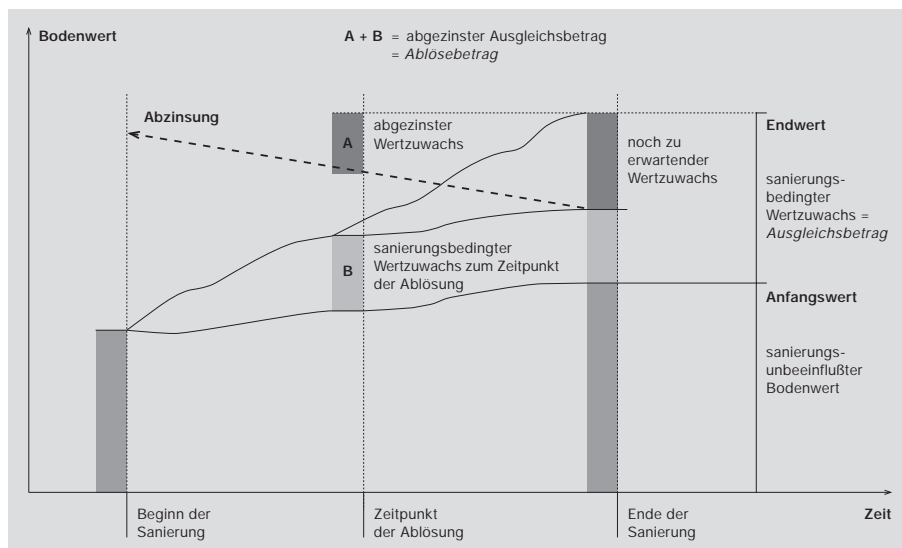 Bodenwert
A + B = abgezinster Ausgleichsbetrag
= Ablösebetrag
Abzinsung
A
abgezinster
Wertzuwachs
noch zu
erwartender
Wertzuwachs
Endwert
sanierungs-
bedingter
Wertzuwachs =
Ausgleichsbetrag
B
sanierungsbedingter
Wertzuwachs zum Zeitpunkt
der Ablösung
Anfangswert
sanierungs-
unbeeinflußter
Bodenwert
Beginn der
Sanierung
Zeitpunkt
der Ablösung
Ende der
Sanierung
Zeit